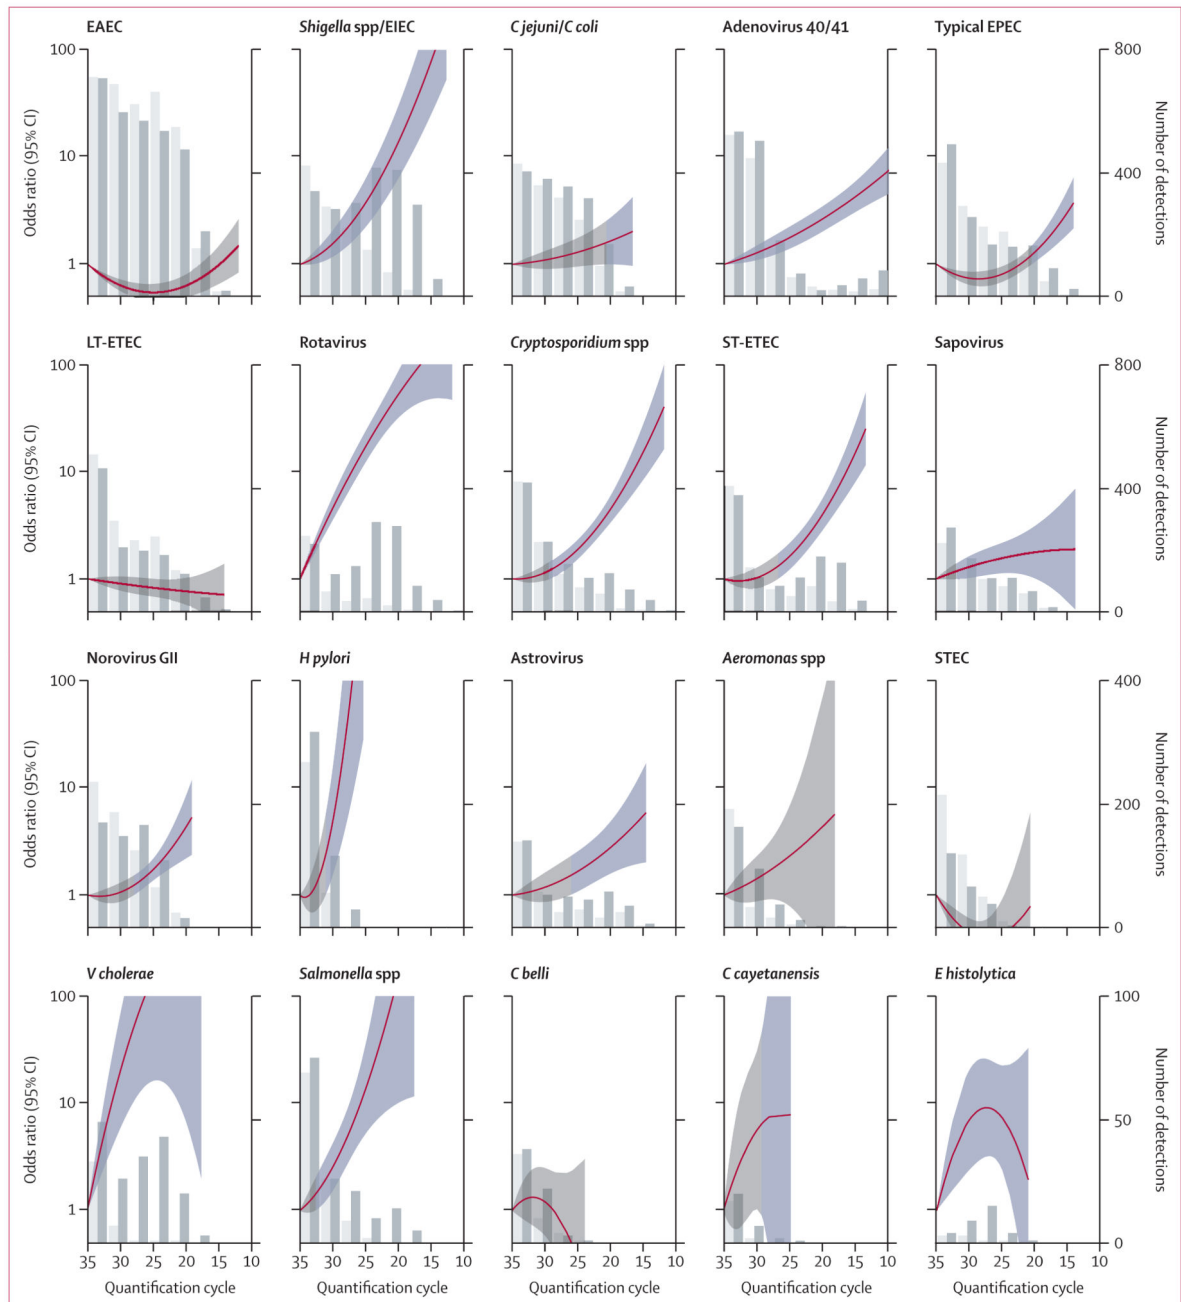 EAEC
Shigella spp/EIEC
C jejuni/C coli
Adenovirus 40/41
Typical EPEC
100
10
1
Odds ratio (95% CI)
800
400
0
Number of detections
LT-ETEC
Rotavirus
Cryptosporidium spp
ST-ETEC
Sapovirus
100
10
1
Odds ratio (95% CI)
800
400
0
Number of detections
Norovirus GII
H pylori
Astrovirus
Aeromonas spp
STEC
100
10
1
Odds ratio (95% CI)
400
200
0
Number of detections
V cholerae
Salmonella spp
C belli
C cayetanensis
E histolytica
100
10
1
Odds ratio (95% CI)
100
50
0
Number of detections
35 30 25 20 15 10
35 30 25 20 15 10
35 30 25 20 15 10
35 30 25 20 15 10
35 30 25 20 15 10
Quantification cycle
Quantification cycle
Quantification cycle
Quantification cycle
Quantification cycle